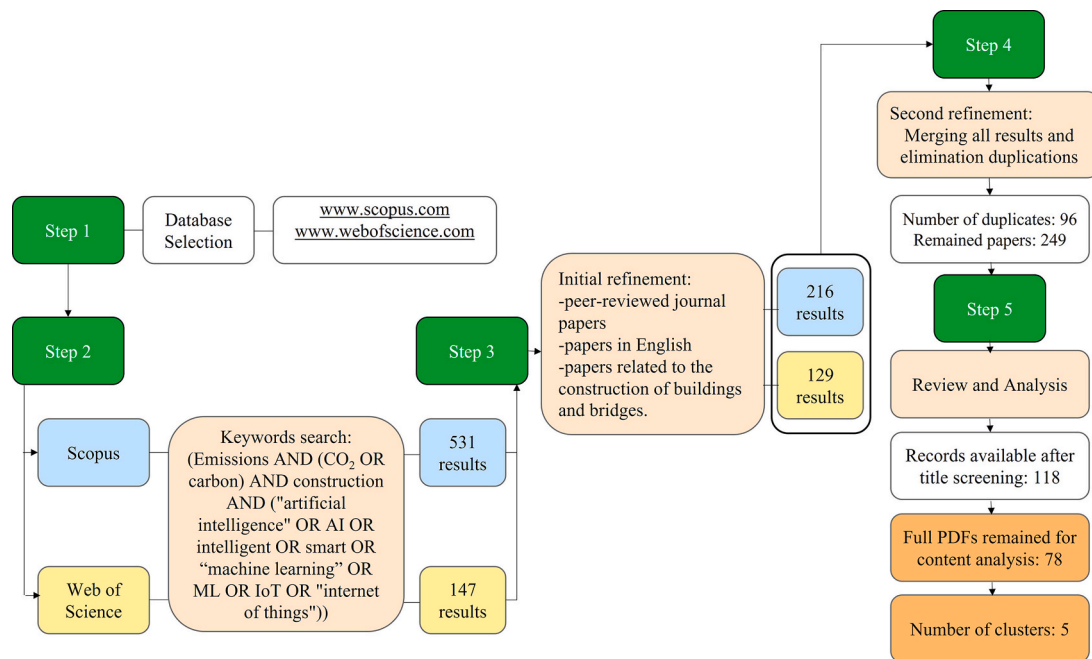 Step 1
Database
Selection
www.scopus.com
www.webofscience.com
Step 2
Scopus
Web of
Science
Keywords search:
(Emissions AND (CO₂ OR
carbon) AND construction
AND ("artificial
intelligence" OR AI OR
intelligent OR smart OR
“machine learning” OR
ML OR IoT OR "internet
of things"))
531
results
147
results
Step 3
Initial refinement:
-peer-reviewed journal
papers
-papers in English
-papers related to the
construction of buildings
and bridges.
216
results
129
results
Step 4
Second refinement:
Merging all results and
elimination duplications
Number of duplicates: 96
Remained papers: 249
Step 5
Review and Analysis
Records available after
title screening: 118
Full PDFs remained for
content analysis: 78
Number of clusters: 5